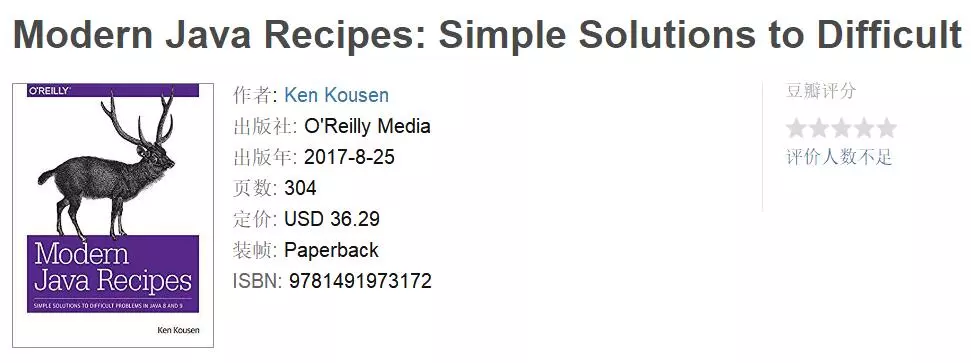 Modern Java Recipes: Simple Solutions to Difficult
O'REILLY®
Modern
Java Recipes
SIMPLE SOLUTIONS TO DIFFICULT PROBLEMS IN JAVA 8 AND 9
Ken Kousen
作者: Ken Kousen
出版社: O'Reilly Media
出版年: 2017-8-25
页数: 304
定价: USD 36.29
装帧: Paperback
ISBN: 9781491973172
豆瓣评分
评价人数不足